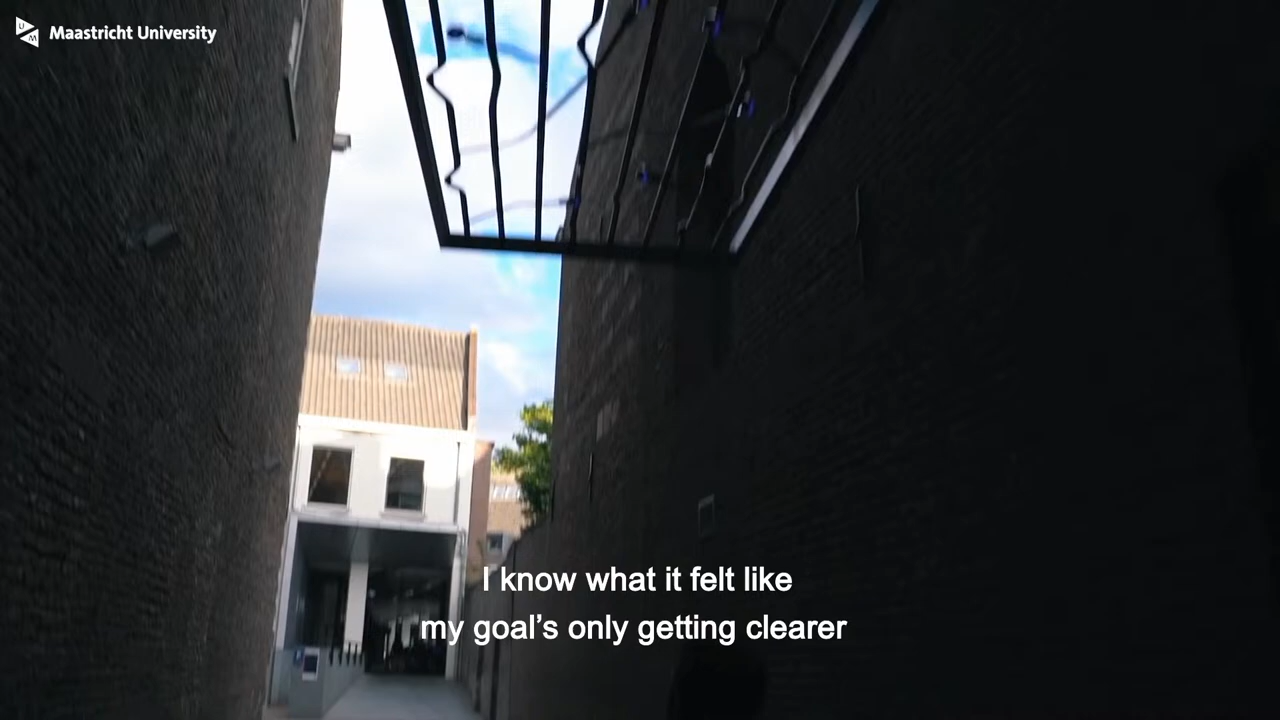 Maastricht University
I know what it felt like
my goal's only getting clearer